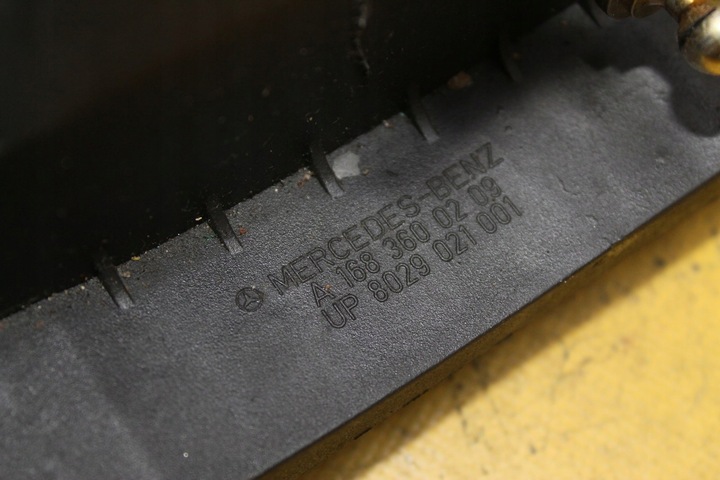 MERCEDES-BENZ
A 168 360 02 09
UP 8029 021 001